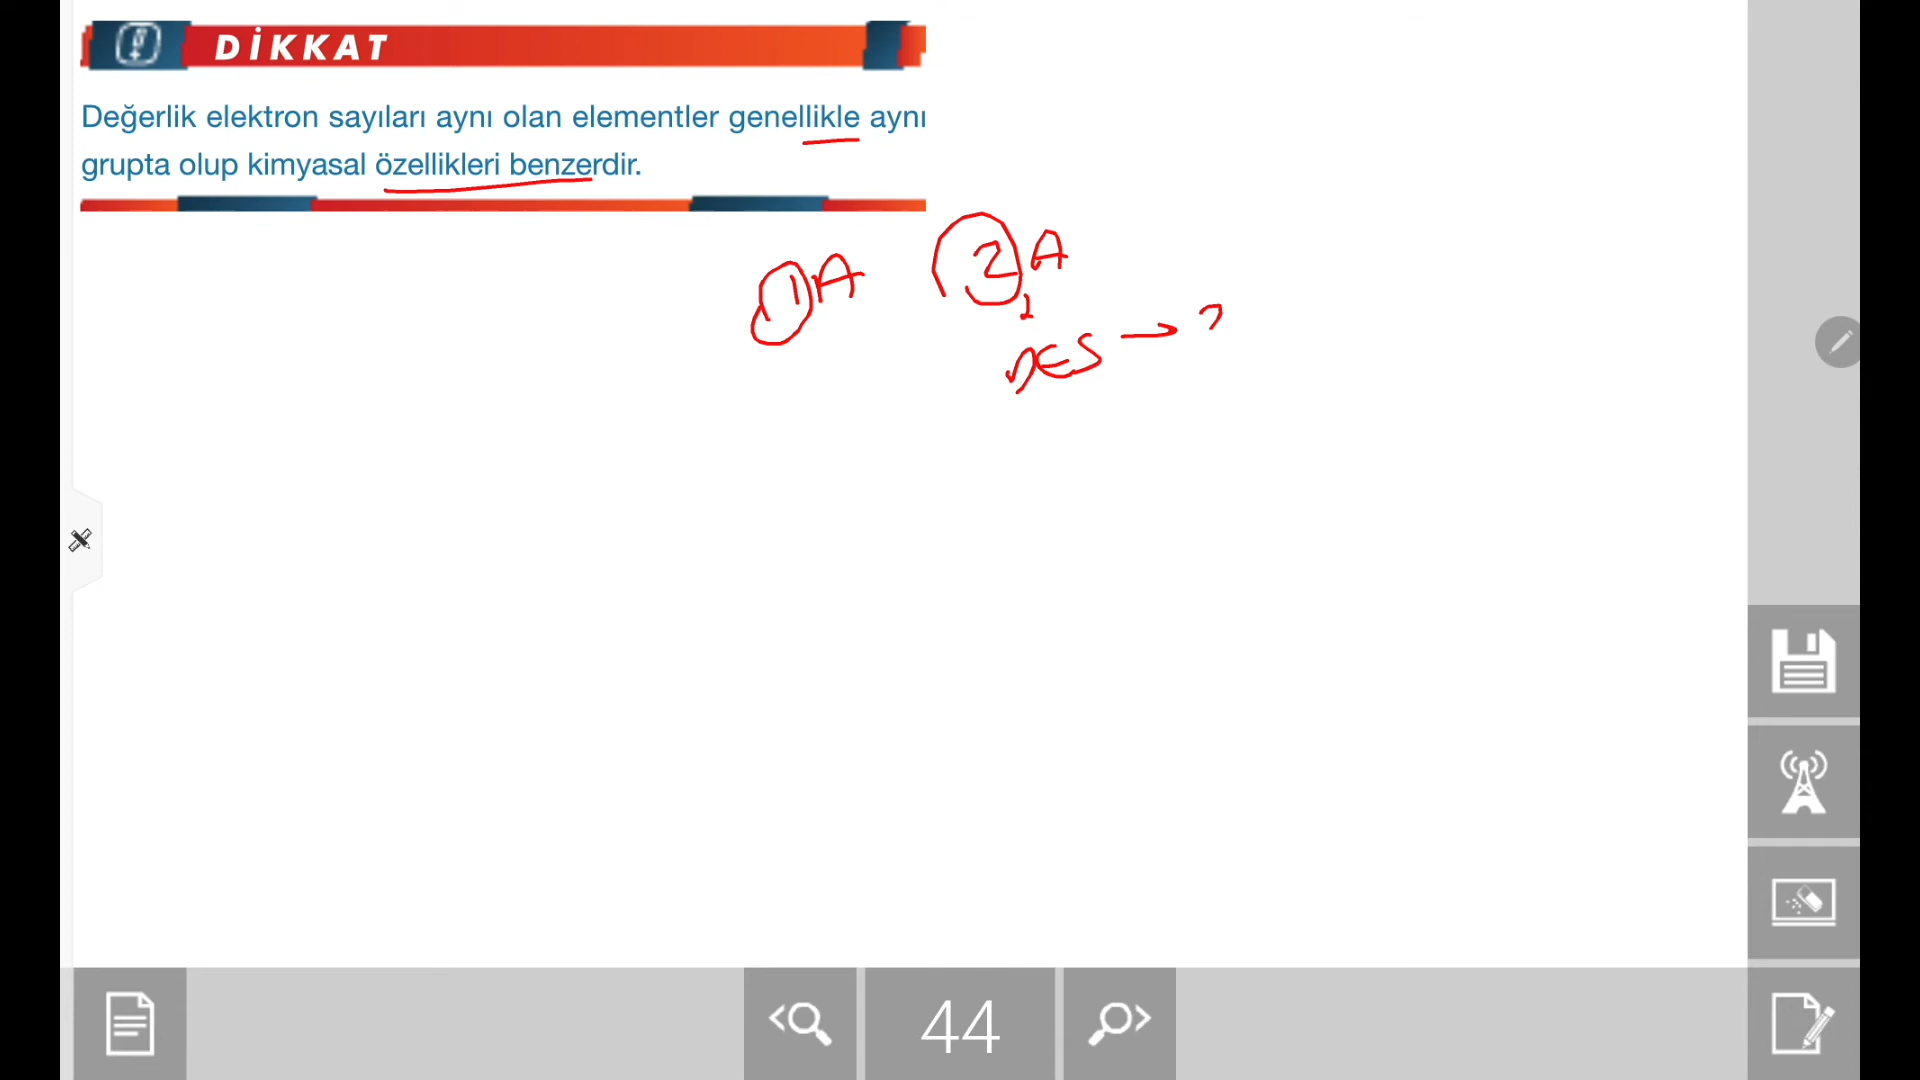 DİKKAT
Değerlik elektron sayıları aynı olan elementler genellikle aynı
grupta olup kimyasal özellikleri benzerdir.
1A 2A
DES → 2
44